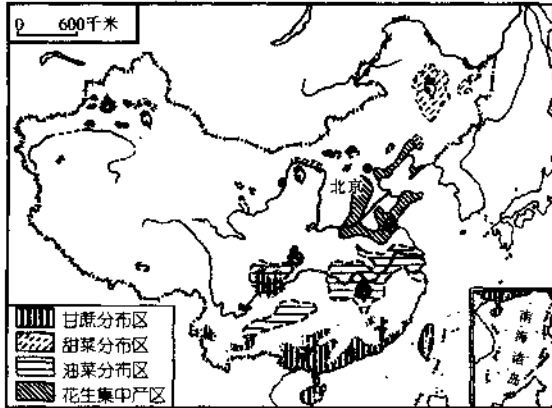 0 600千米
北京
甘蔗分布区
甜菜分布区
油菜分布区
花生集中产区
南海诸岛